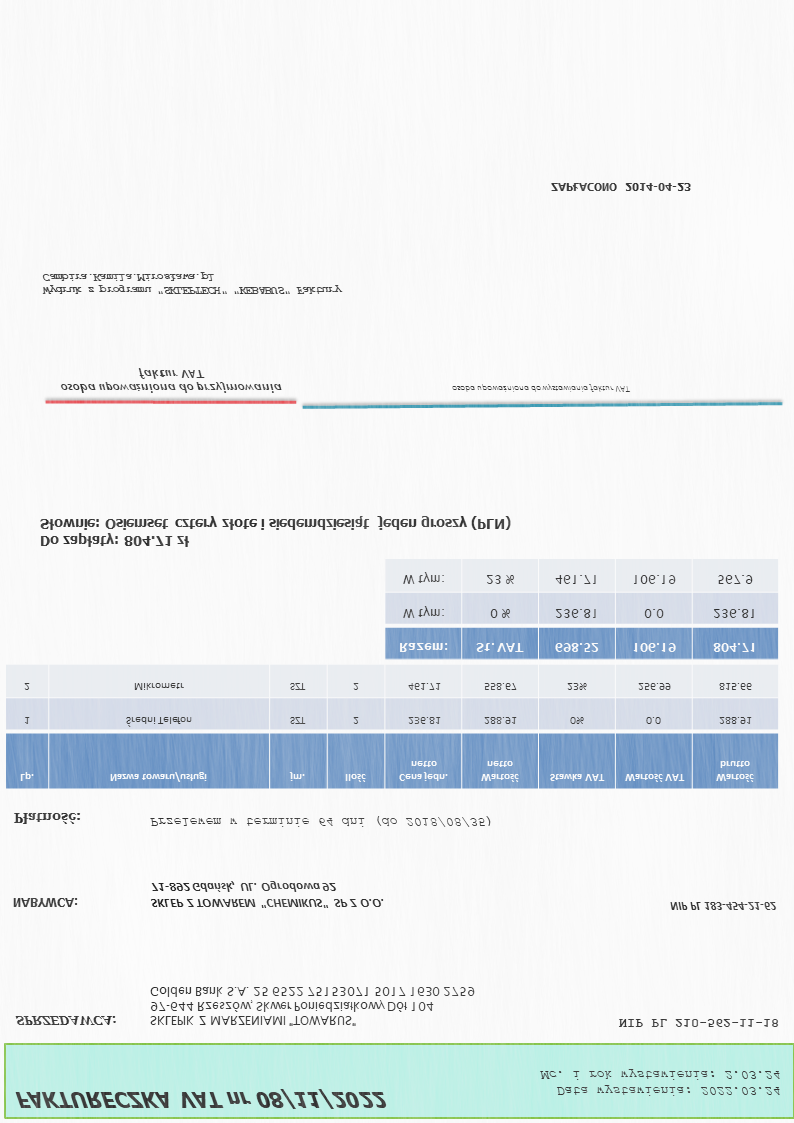 FAKTURECZKA VAT nr 08/11/2022
Data wystawienia: 2022.03.24
Mc. i rok wystawienia: 2.03.24
SPRZEDAWCA:
SKLEPIK Z MARZENIAMI "TOWARUS"
97-644 Rzeszów, Skwer Poniedziałkowy Dół 104
Golden Bank S.A. 25 6522 75153071 5017 1630 2759
NIP PL 210-562-11-18
NABYWCA:
SKLEP Z TOWAREM "CHEMIKUS" SP Z O.O.
71-892 Gdańsk, UL. Ogrodowa 92
NIP PL 183-454-21-62
Płatność:
Przelewem w terminie 64 dni (do 2018/08/35)
Lp. Nazwa towaru/usługi jm. Ilość Cena jedn. netto Wartość netto Stawka VAT Wartość VAT Wartość brutto
1 Średni Telefon SZT 2 236.81 288.91 0% 0.0 288.91
2 Mikrometr SZT 2 461.71 558.67 23% 256.99 815.66
Razem: St.VAT 698.52 106.19 804.71
W tym: 0 % 236.81 0.0 236.81
W tym: 23 % 461.71 106.19 567.9
Do zapłaty: 804.71 zł
Słownie: Osiemset cztery złote i siedemdziesiąt jeden groszy (PLN)
osoba upoważniona do przyjmowania
faktur VAT
osoba upoważniona do wystawiania faktur VAT
Wydruk z programu "SKLEPTECH" "KEBABUS" Faktury
Cambira.Kamila.Mirosława.pl
ZAPŁACONO 2014-04-23